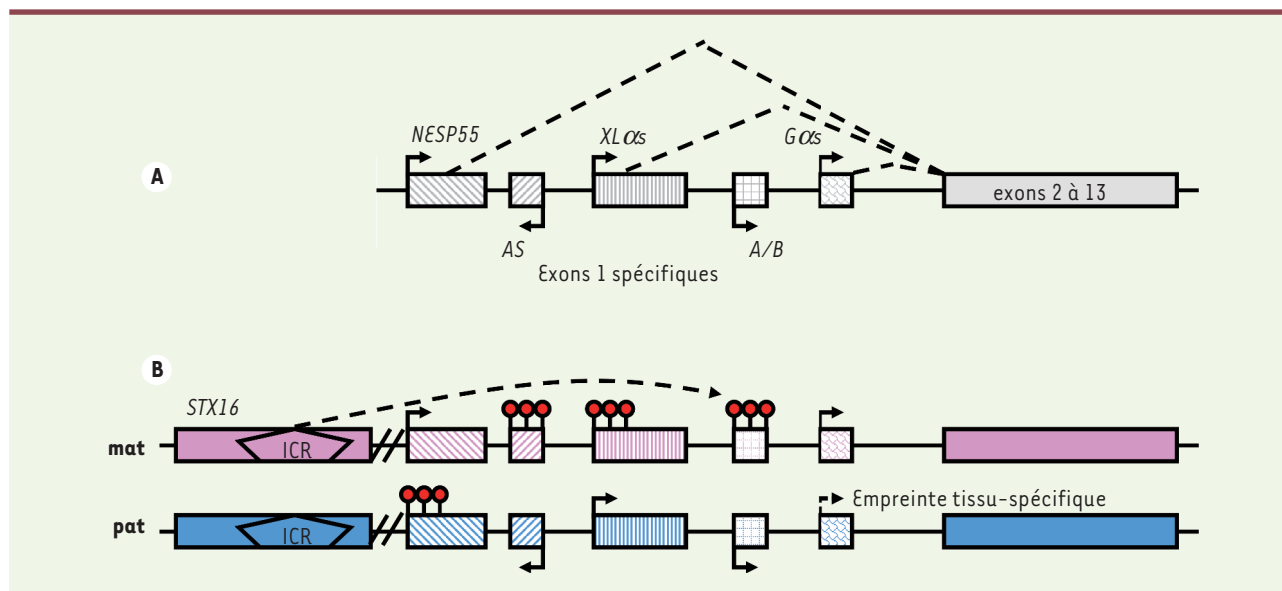 A
NESP55 XLαs Gαs
exons 2 à 13
AS A/B
Exons 1 spécifiques
B
STX16
mat ICR
Empreinte tissu-spécifique
pat ICR